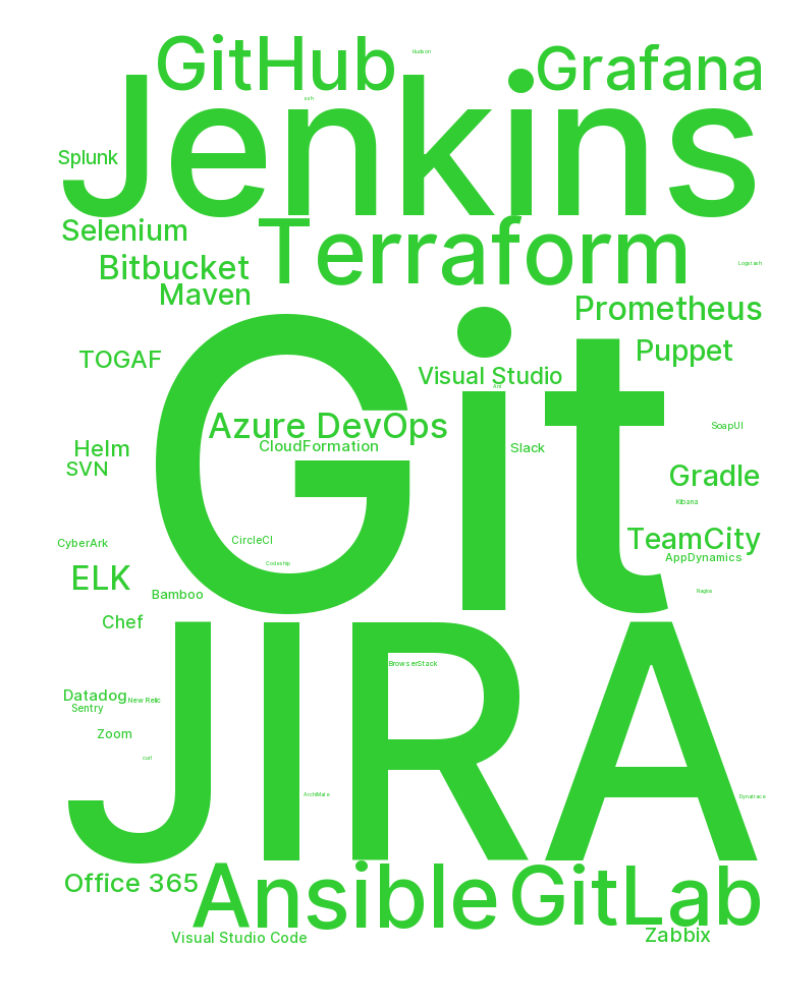 GitHub
Hudson
Grafana
Jenkins
ssh
Splunk
Selenium
Terraform
Bitbucket
Logstash
Maven
Prometheus
Git
Puppet
TOGAF
Visual Studio
Ant
Azure DevOps
SoapUI
CloudFormation
Slack
Helm
SVN
Gradle
Kibana
CircleCI
TeamCity
CyberArk
AppDynamics
Codeship
ELK
Nagios
Bamboo
Chef
JIRA
BrowserStack
Datadog
New Relic
Sentry
Zoom
curl
ArchiMate
Dynatrace
Office 365
Ansible
GitLab
Visual Studio Code
Zabbix